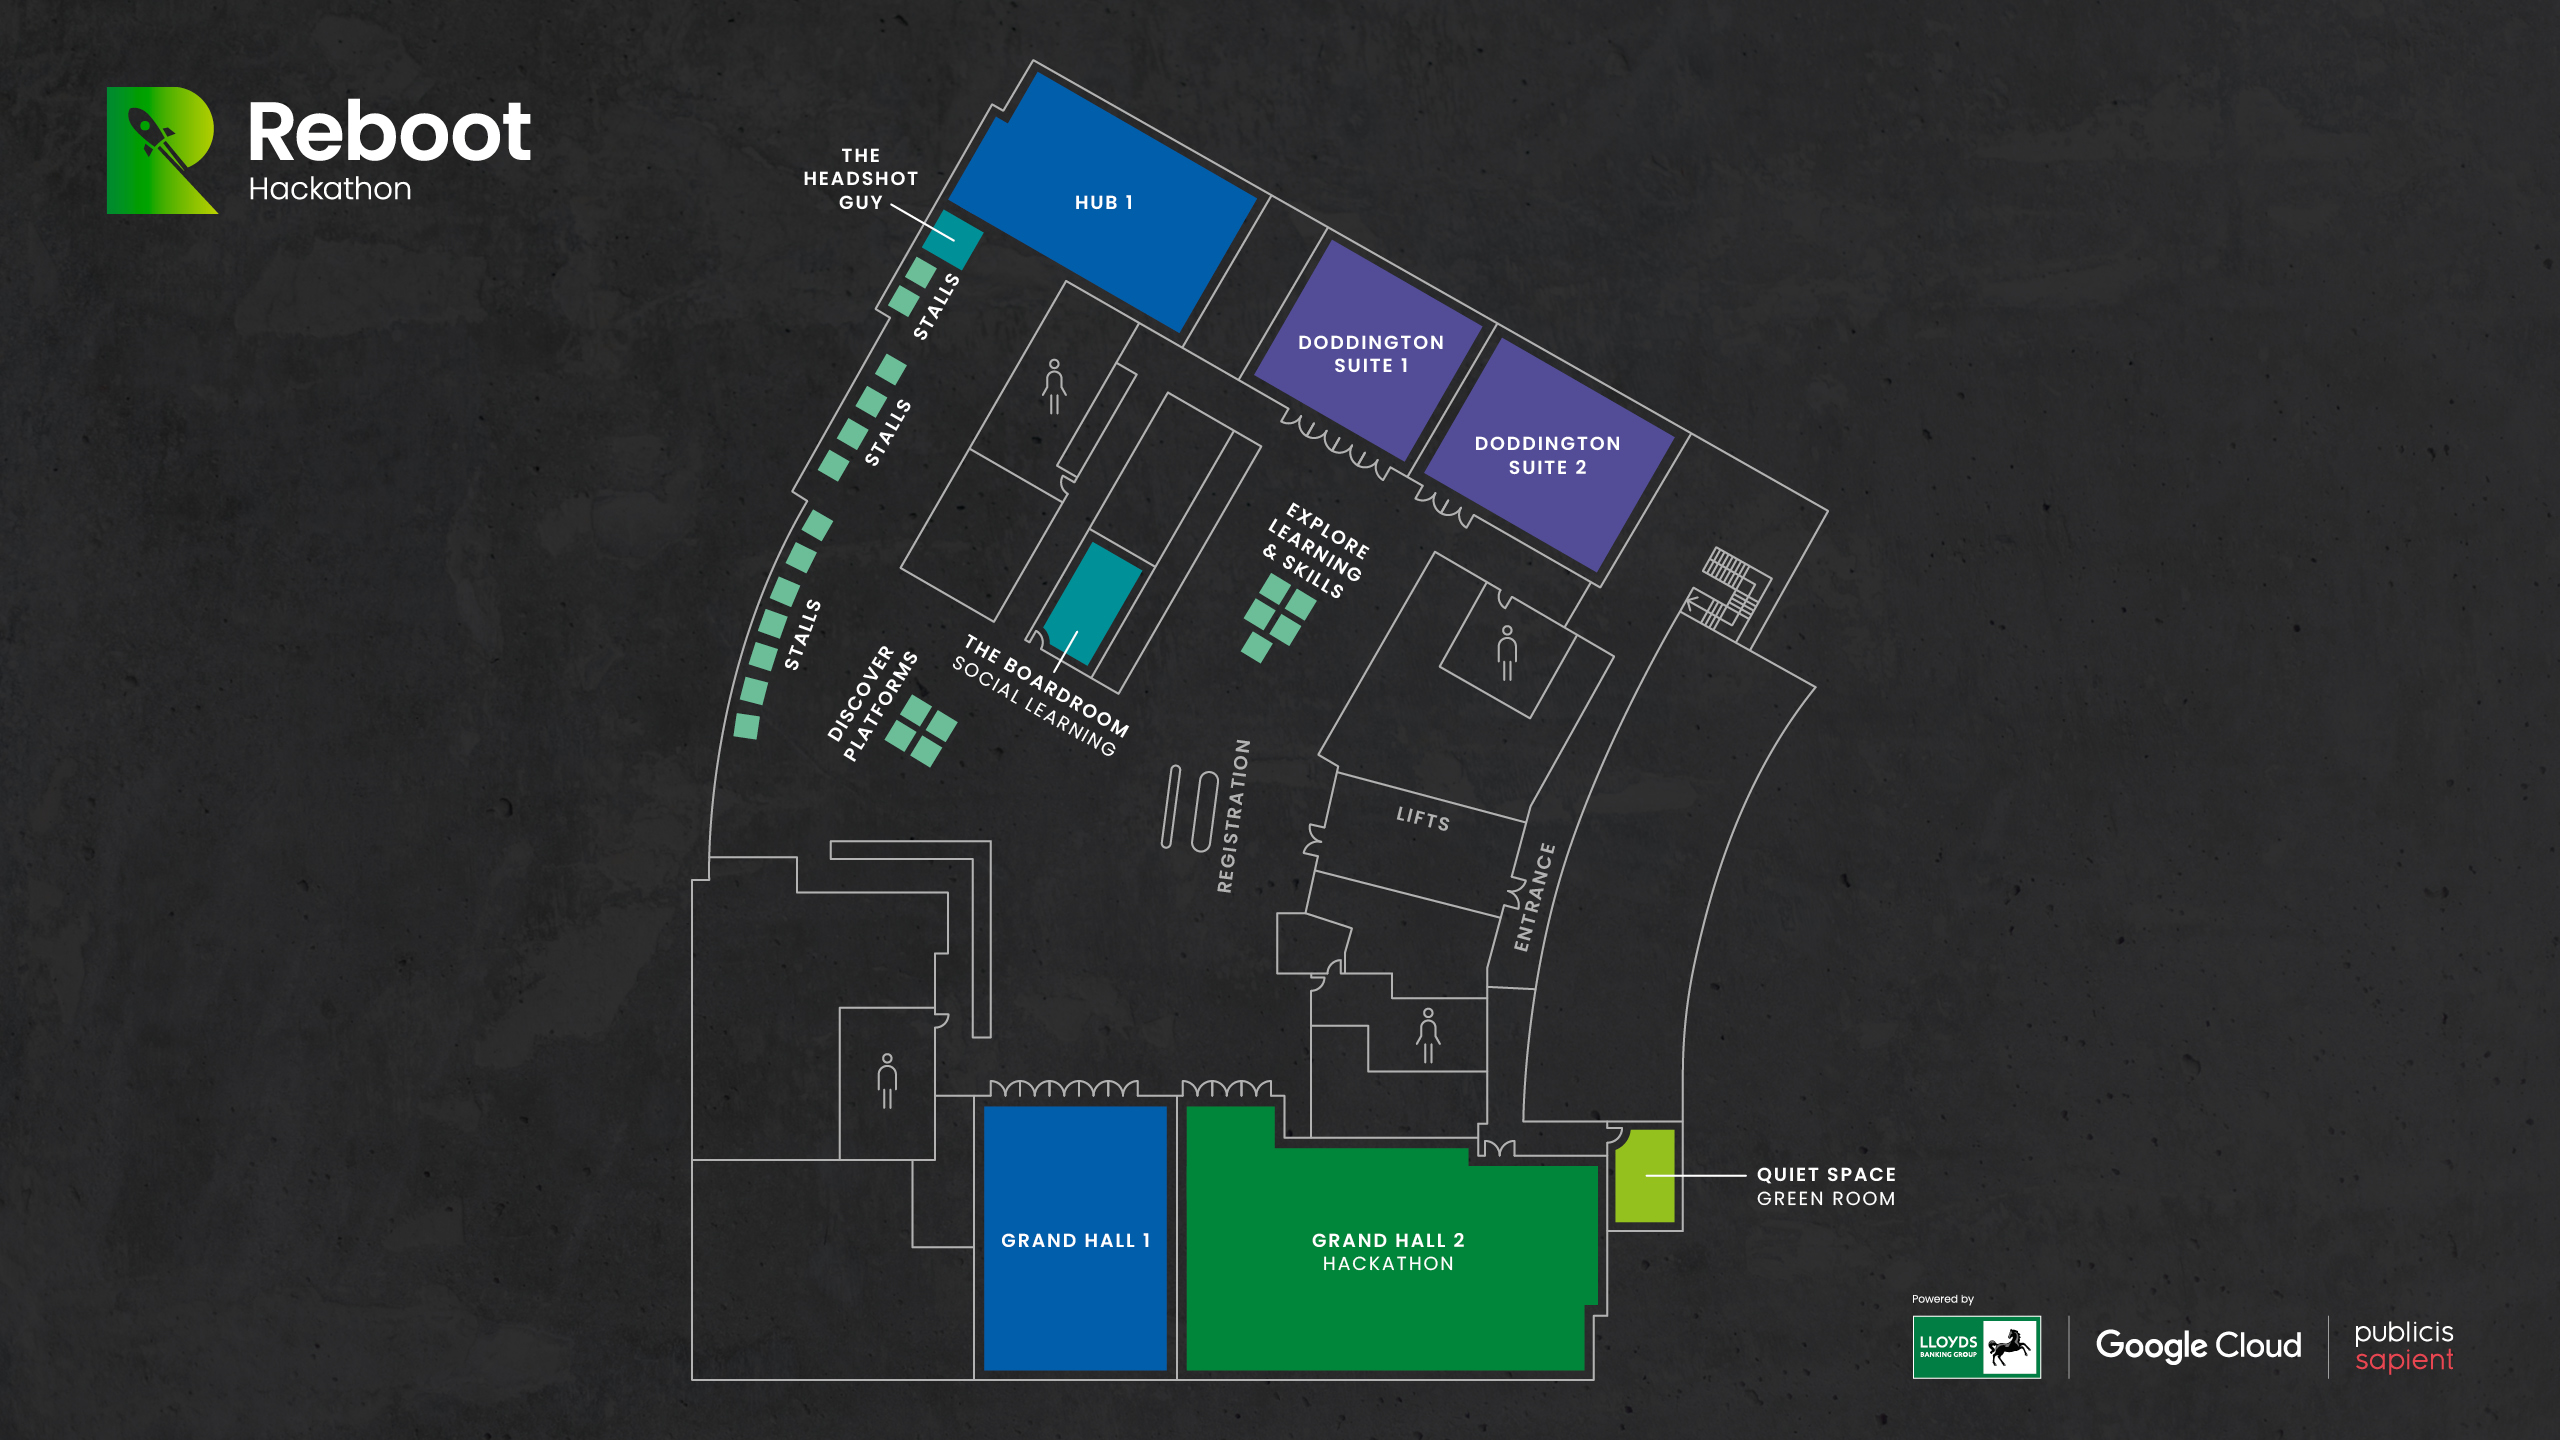 Reboot
Hackathon
THE
HEADSHOT
GUY
HUB 1
STALLS
DODDINGTON
SUITE 1
DODDINGTON
SUITE 2
STALLS
EXPLORE
LEARNING
& SKILLS
STALLS
DISCOVER
PLATFORMS
THE BOARDROOM
SOCIAL LEARNING
REGISTRATION
LIFTS
ENTRANCE
QUIET SPACE
GREEN ROOM
GRAND HALL 1
GRAND HALL 2
HACKATHON
Powered by
LLOYDS
BANKING GROUP
Google Cloud
publicis
sapient